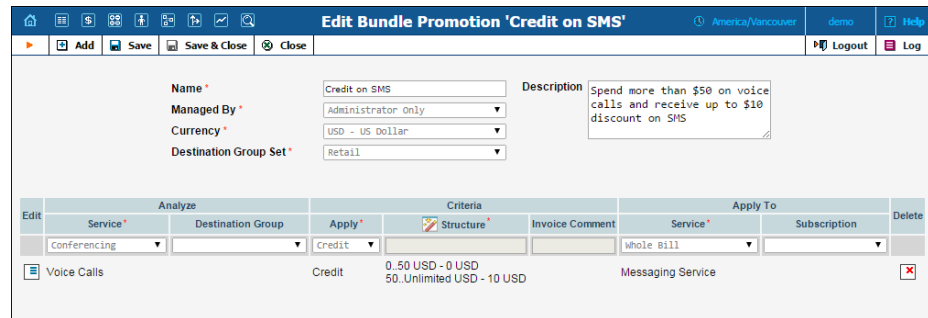 Edit Bundle Promotion 'Credit on SMS'
America/Vancouver
demo
? Help
Add
Save
Save & Close
Close
Logout
Log
Name *
Credit on SMS
Managed By *
Administrator Only
Currency *
USD - US Dollar
Destination Group Set *
Retail
Description
Spend more than $50 on voice
calls and receive up to $10
discount on SMS
Edit
Analyze
Criteria
Apply To
Delete
Service *
Destination Group
Apply *
Structure *
Invoice Comment
Service *
Subscription
Conferencing
Credit
Whole Bill
Voice Calls
Credit
0..50 USD - 0 USD
50..Unlimited USD - 10 USD
Messaging Service